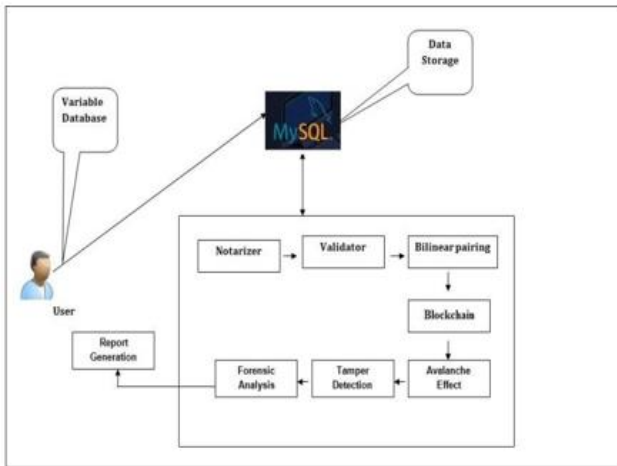 Data
Storage
Variable
Database
MySQL
Notarizer
Validator
Bilinear pairing
User
Blockchain
Report
Generation
Forensic
Analysis
Tamper
Detection
Avalanche
Effect